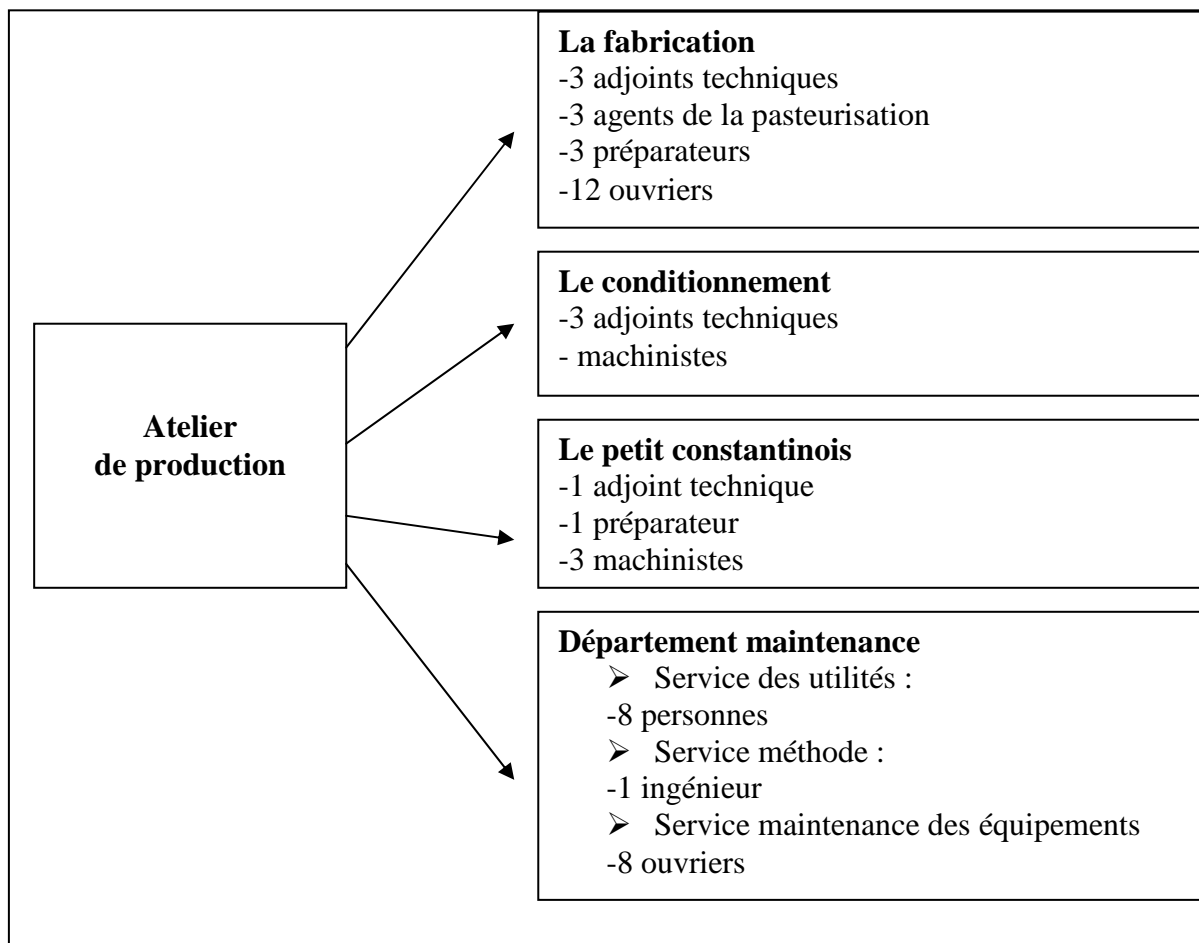 La fabrication
-3 adjoints techniques
-3 agents de la pasteurisation
-3 préparateurs
-12 ouvriers
Le conditionnement
-3 adjoints techniques
- machinistes
Atelier
de production
Le petit constantinois
-1 adjoint technique
-1 préparateur
-3 machinistes
Département maintenance
➢ Service des utilités :
-8 personnes
➢ Service méthode :
-1 ingénieur
➢ Service maintenance des équipements
-8 ouvriers